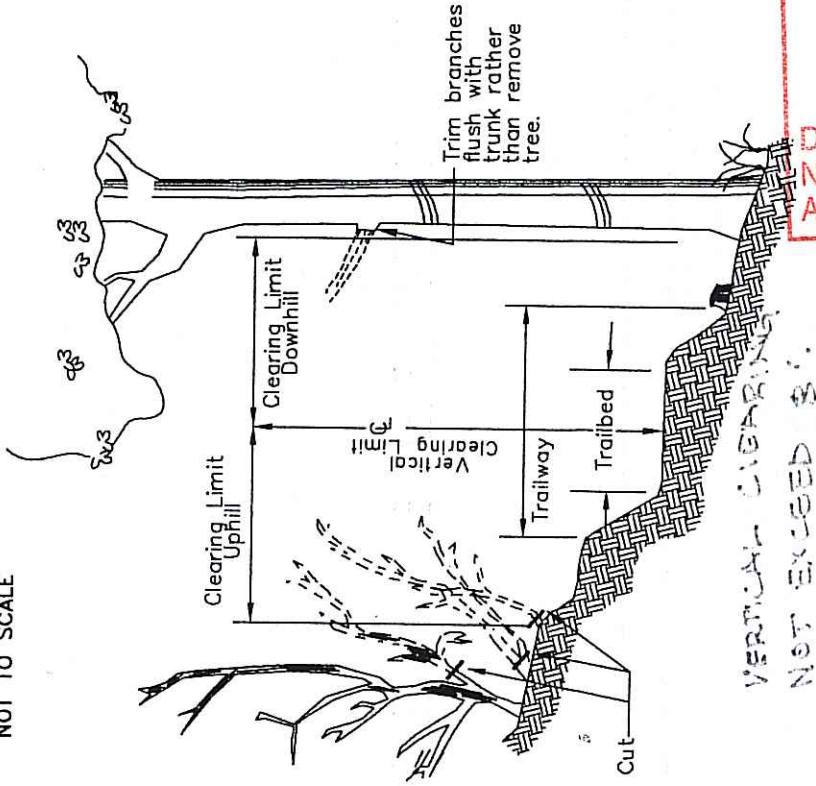 NOT TO SCALE
Clearing Limit
Uphill
Clearing Limit
Downhill
Vertical
Clearing Limit
Trim branches
flush with
trunk rather
than remove
tree.
Trailway
Trailbed
Cut
VERTICAL CLEARING
NOT EXCEED 8'.
D
N
A